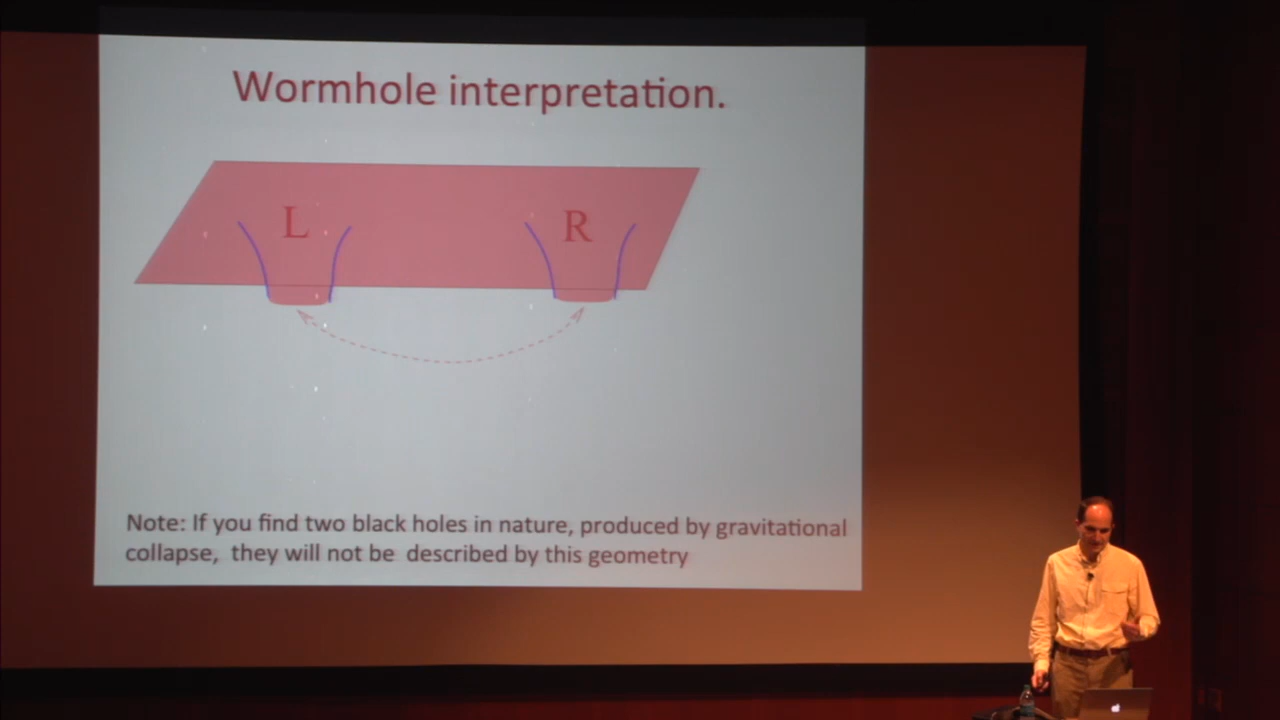 Wormhole interpretation.
L
R
Note: If you find two black holes in nature, produced by gravitational
collapse, they will not be described by this geometry